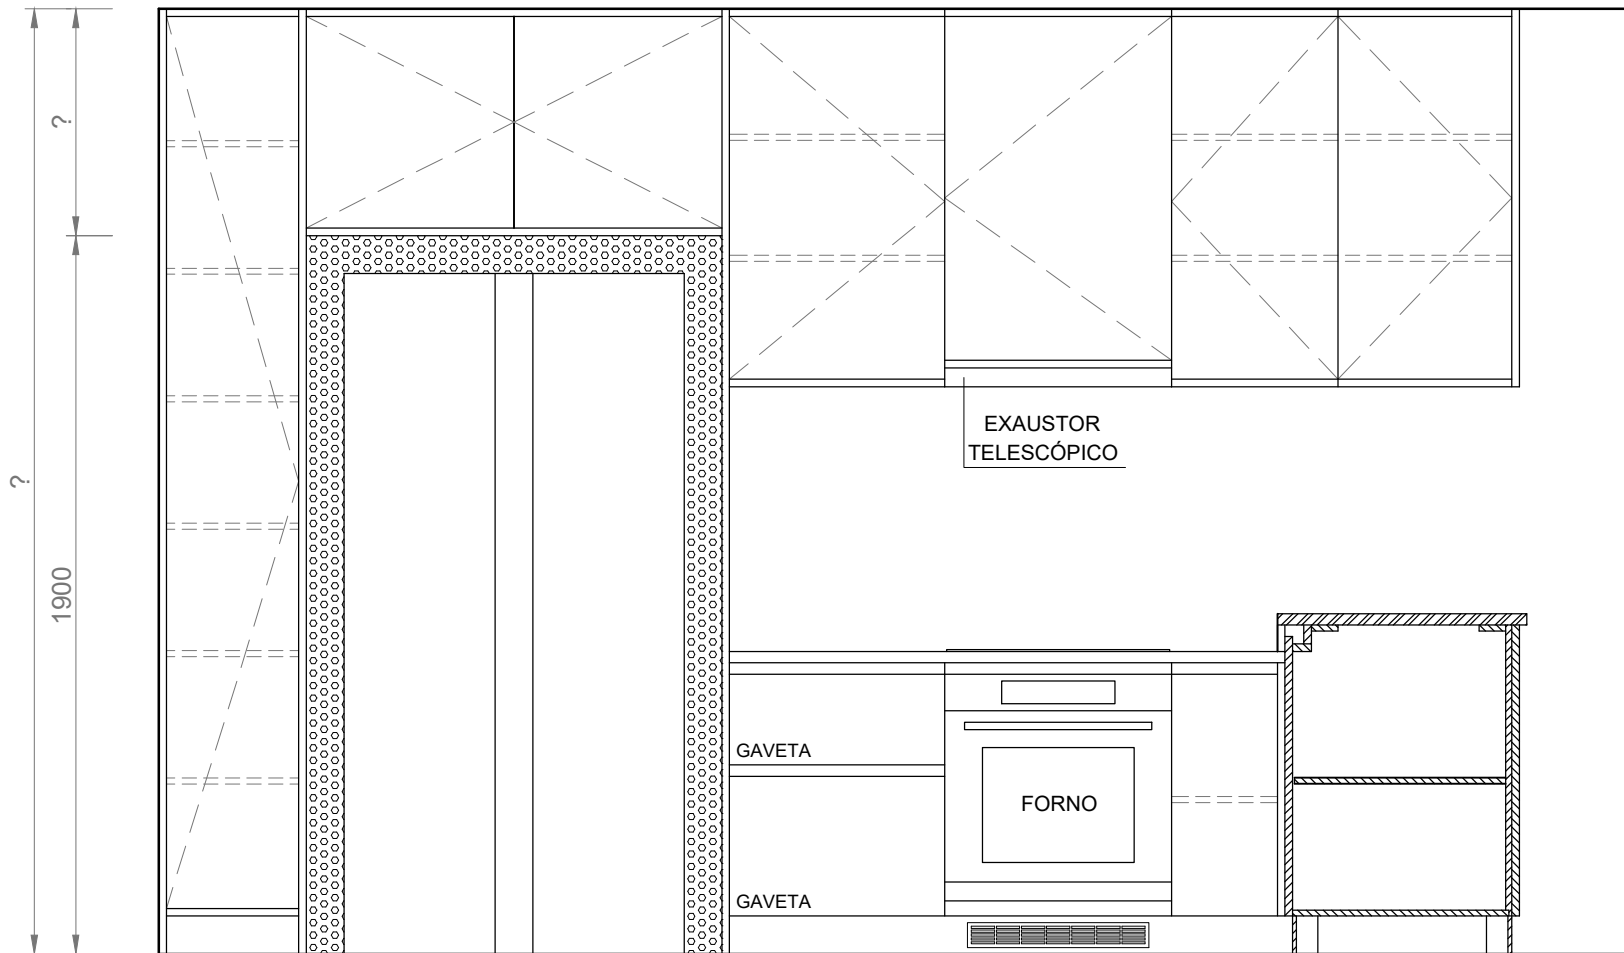 ?
?
1900
EXAUSTOR
TELESCÓPICO
GAVETA
FORNO
GAVETA